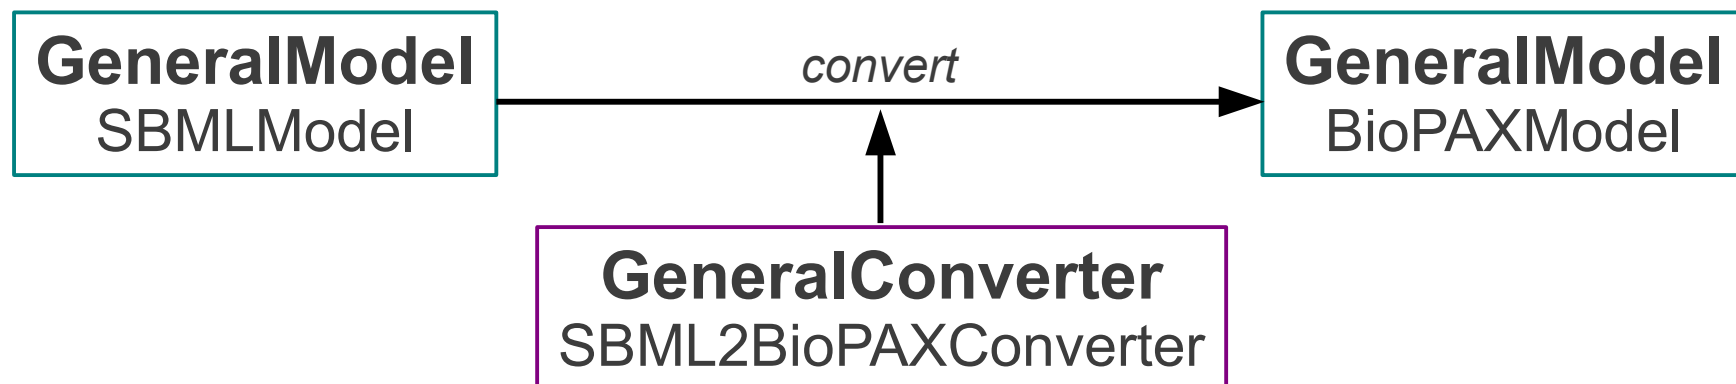 GeneralModel
SBMLModel
convert
GeneralModel
BioPAXModel
GeneralConverter
SBML2BioPAXConverter